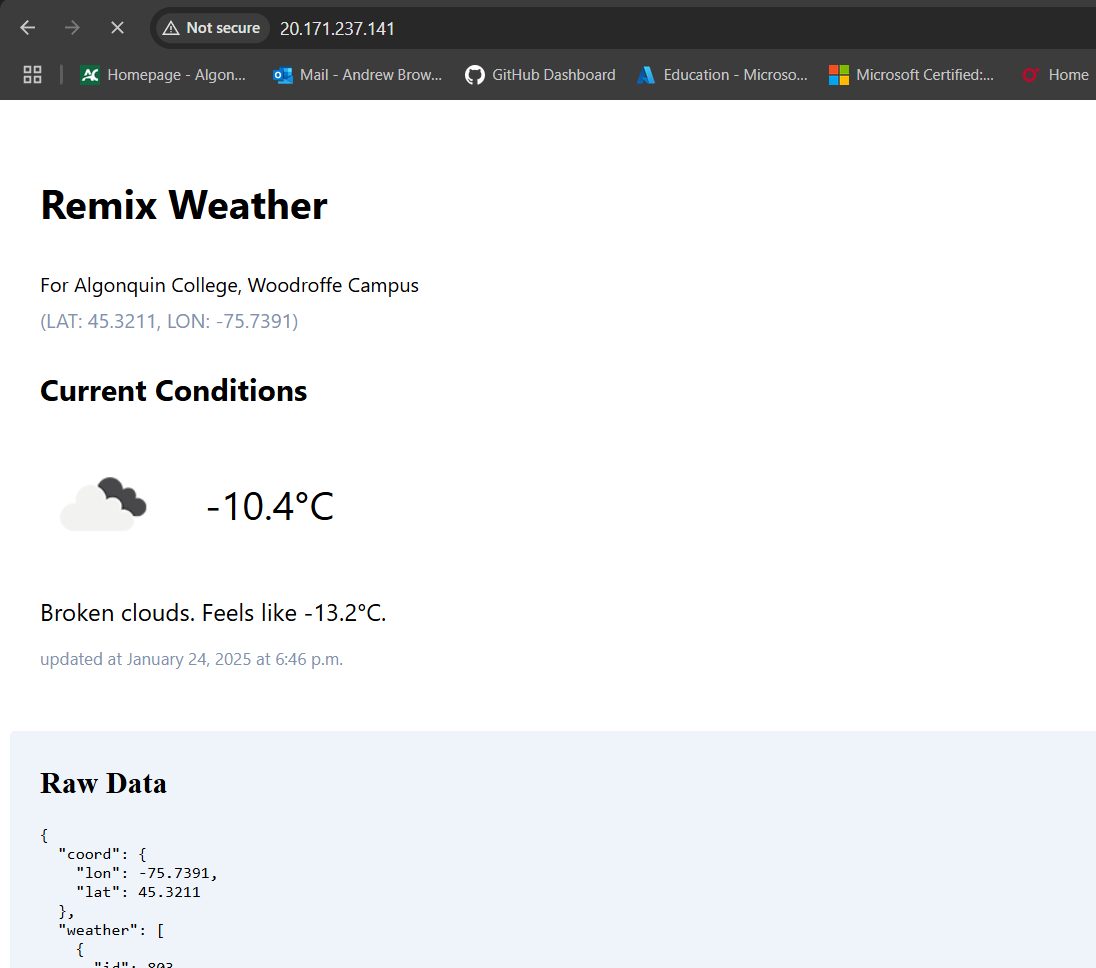 Not secure 20.171.237.141
Homepage - Algon... Mail - Andrew Brow... GitHub Dashboard Education - Microso... Microsoft Certified:... Home
Remix Weather
For Algonquin College, Woodroffe Campus
(LAT: 45.3211, LON: -75.7391)
Current Conditions
-10.4°C
Broken clouds. Feels like -13.2°C.
updated at January 24, 2025 at 6:46 p.m.
Raw Data
{
"coord": {
"lon": -75.7391,
"lat": 45.3211
},
"weather": [
{
"id": 803